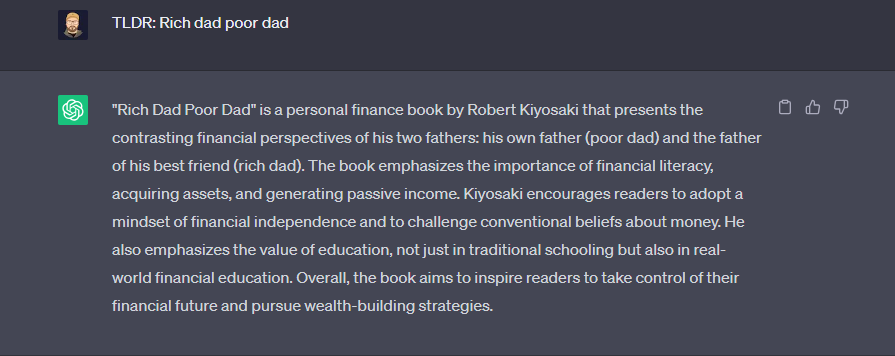 TLDR: Rich dad poor dad
"Rich Dad Poor Dad" is a personal finance book by Robert Kiyosaki that presents the
contrasting financial perspectives of his two fathers: his own father (poor dad) and the father
of his best friend (rich dad). The book emphasizes the importance of financial literacy,
acquiring assets, and generating passive income. Kiyosaki encourages readers to adopt a
mindset of financial independence and to challenge conventional beliefs about money. He
also emphasizes the value of education, not just in traditional schooling but also in real-
world financial education. Overall, the book aims to inspire readers to take control of their
financial future and pursue wealth-building strategies.